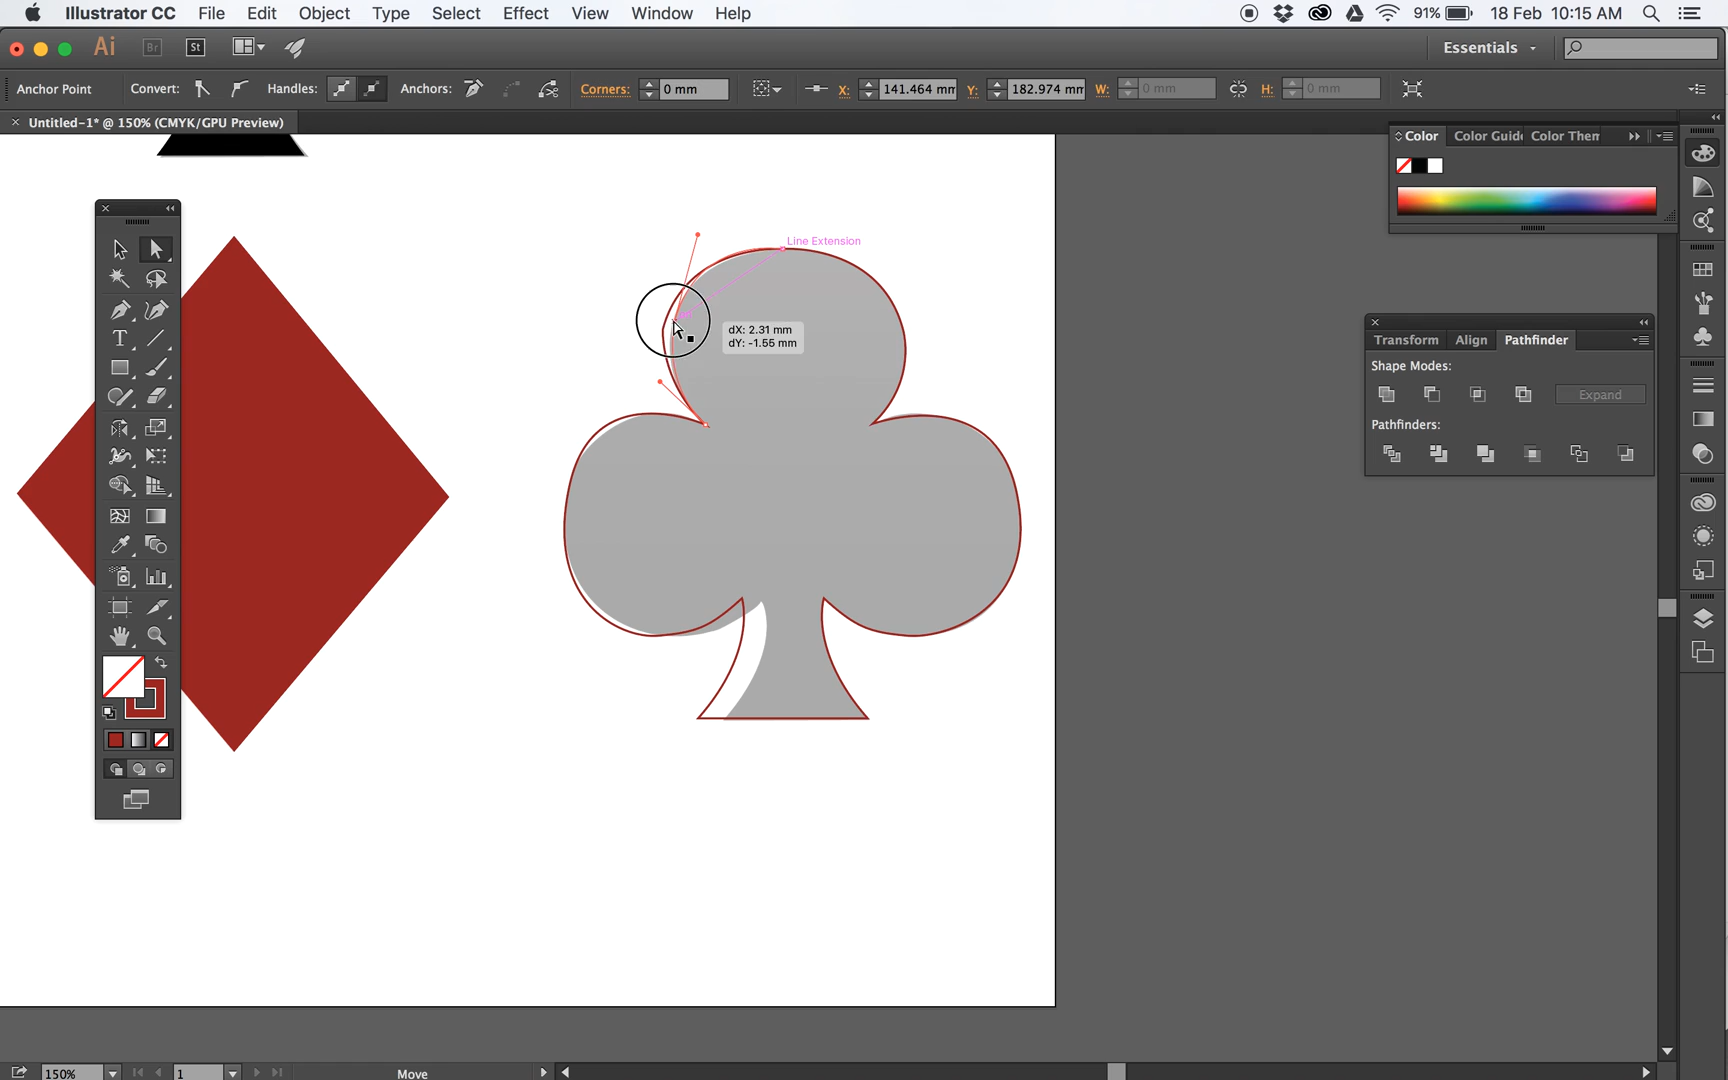 Illustrator CC File Edit Object Type Select Effect View Window Help 91% 18 Feb 10:15 AM
Ai Br St Essentials
Anchor Point Convert: Handles: Anchors: Corners: 0 mm X: 141.464 mm Y: 182.974 mm W: 0 mm H: 0 mm
× Untitled-1* @ 150% (CMYK/GPU Preview)
Color Color Guide Color Them
Line Extension
dX: 2.31 mm
dY: -1.55 mm
Transform Align Pathfinder
Shape Modes:
Expand
Pathfinders:
T
150% 1 Move